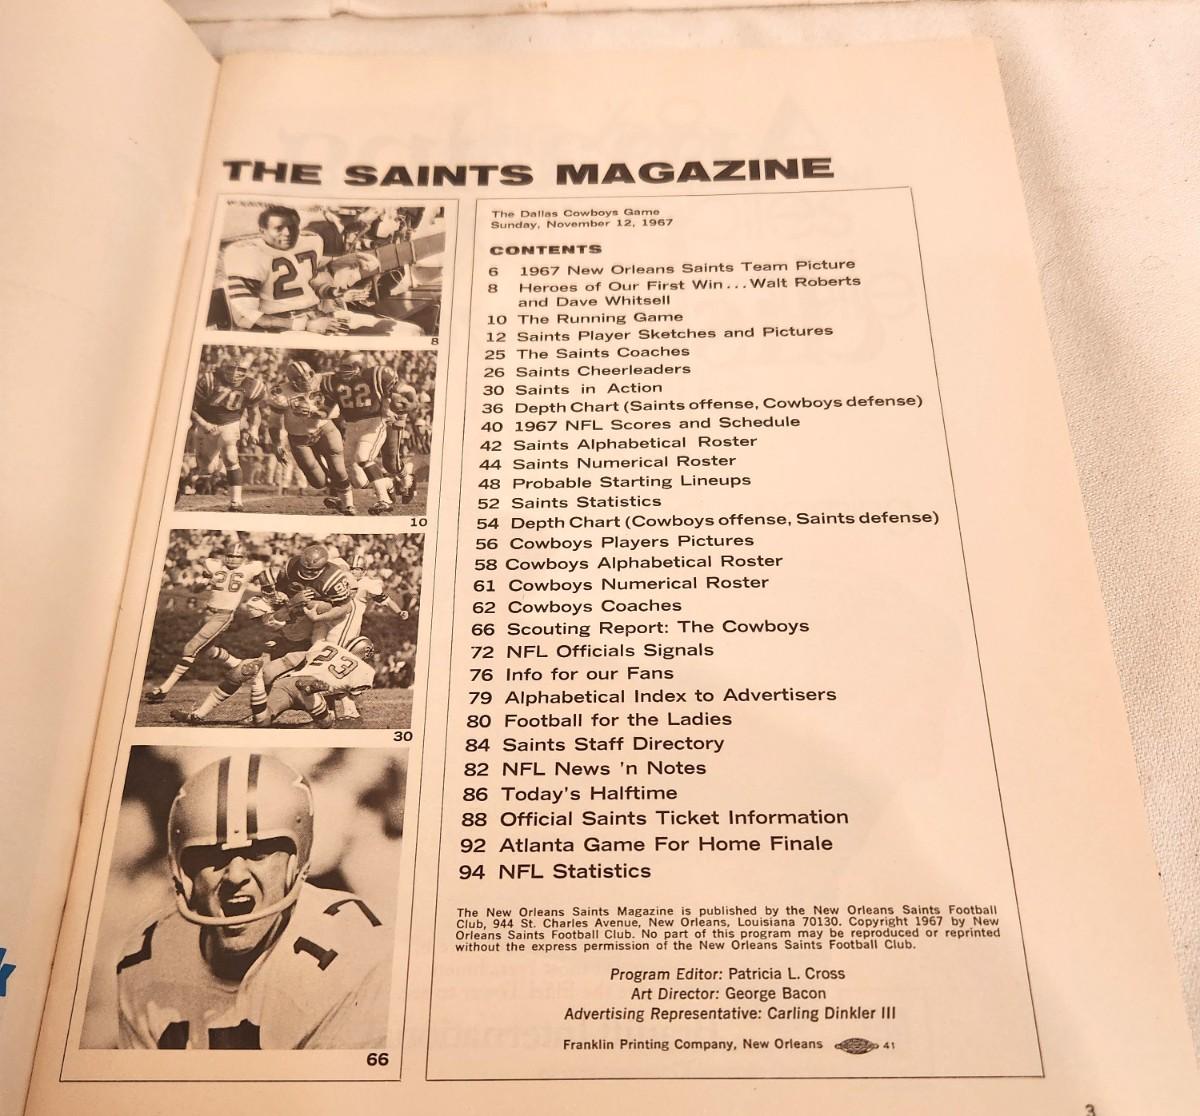 THE SAINTS MAGAZINE
27
8
70
22
10
26
23
30
1
66
The Dallas Cowboys Game
Sunday, November 12, 1967
CONTENTS
6 1967 New Orleans Saints Team Picture
8 Heroes of Our First Win...Walt Roberts
and Dave Whitsell
10 The Running Game
12 Saints Player Sketches and Pictures
25 The Saints Coaches
26 Saints Cheerleaders
30 Saints in Action
36 Depth Chart (Saints offense, Cowboys defense)
40 1967 NFL Scores and Schedule
42 Saints Alphabetical Roster
44 Saints Numerical Roster
48 Probable Starting Lineups
52 Saints Statistics
54 Depth Chart (Cowboys offense, Saints defense)
56 Cowboys Players Pictures
58 Cowboys Alphabetical Roster
61 Cowboys Numerical Roster
62 Cowboys Coaches
66 Scouting Report: The Cowboys
72 NFL Officials Signals
76 Info for our Fans
79 Alphabetical Index to Advertisers
80 Football for the Ladies
84 Saints Staff Directory
82 NFL News 'n Notes
86 Today's Halftime
88 Official Saints Ticket Information
92 Atlanta Game For Home Finale
94 NFL Statistics
The New Orleans Saints Magazine is published by the New Orleans Saints Football
Club, 944 St. Charles Avenue, New Orleans, Louisiana 70130. Copyright 1967 by New
Orleans Saints Football Club. No part of this program may be reproduced or reprinted
without the express permission of the New Orleans Saints Football Club.
Program Editor: Patricia L. Cross
Art Director: George Bacon
Advertising Representative: Carling Dinkler III
Franklin Printing Company, New Orleans 41
3